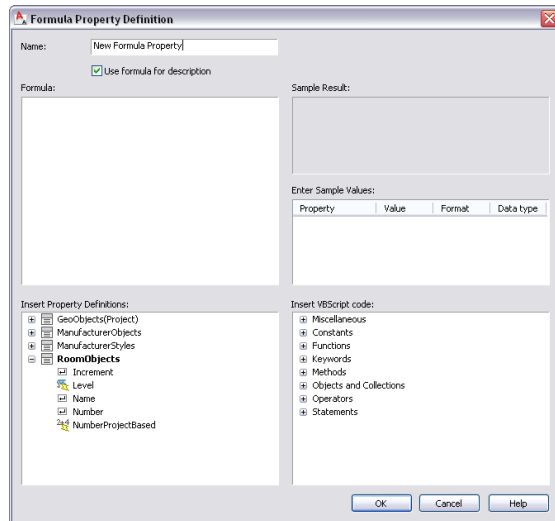 Formula Property Definition
Name: New Formula Property
Use formula for description
Formula:
Sample Result:
Enter Sample Values:
Property Value Format Data type
Insert Property Definitions:
GeoObjects(Project)
ManufacturerObjects
ManufacturerStyles
RoomObjects
Increment
Level
Name
Number
NumberProjectBased
Insert VBScript code:
Miscellaneous
Constants
Functions
Keywords
Methods
Objects and Collections
Operators
Statements
OK Cancel Help